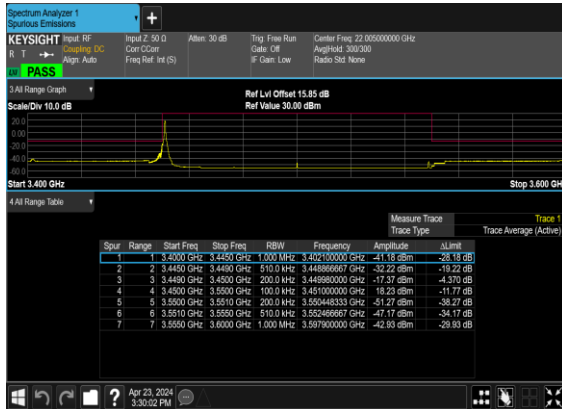 Spectrum Analyzer 1
Spurious Emissions
+
KEYSIGHT Input: RF Input Z: 50 Ω Atten: 30 dB Trig: Free Run Center Freq: 22.005000000 GHz
R T Coupling: DC Corr CCorr Gate: Off Avg|Hold: 300/300
Align: Auto Freq Ref: Int (S) IF Gain: Low Radio Std: None
PASS
3 All Range Graph
Ref Lvl Offset 15.85 dB
Scale/Div 10.0 dB Ref Value 30.00 dBm
20.0
0.00
-20.0
-40.0
-60.0
Start 3.400 GHz Stop 3.600 GH
4 All Range Table
Measure Trace Trace 1
Trace Type Trace Average (Active)
Spur Range Start Freq Stop Freq RBW Frequency Amplitude ΔLimit
1 1 3.4000 GHz 3.4450 GHz 1.000 MHz 3.402100000 GHz -41.18 dBm -28.18 dB
2 2 3.4450 GHz 3.4490 GHz 510.0 kHz 3.448866667 GHz -32.22 dBm -19.22 dB
3 3 3.4490 GHz 3.4500 GHz 200.0 kHz 3.449980000 GHz -17.37 dBm -4.370 dB
4 4 3.4500 GHz 3.5500 GHz 100.0 kHz 3.451000000 GHz 18.23 dBm -11.77 dB
5 5 3.5500 GHz 3.5510 GHz 200.0 kHz 3.550448333 GHz -51.27 dBm -38.27 dB
6 6 3.5510 GHz 3.5550 GHz 510.0 kHz 3.552466667 GHz -47.17 dBm -34.17 dB
7 7 3.5550 GHz 3.6000 GHz 1.000 MHz 3.597900000 GHz -42.93 dBm -29.93 dB
? Apr 23, 2024
3:30:02 PM